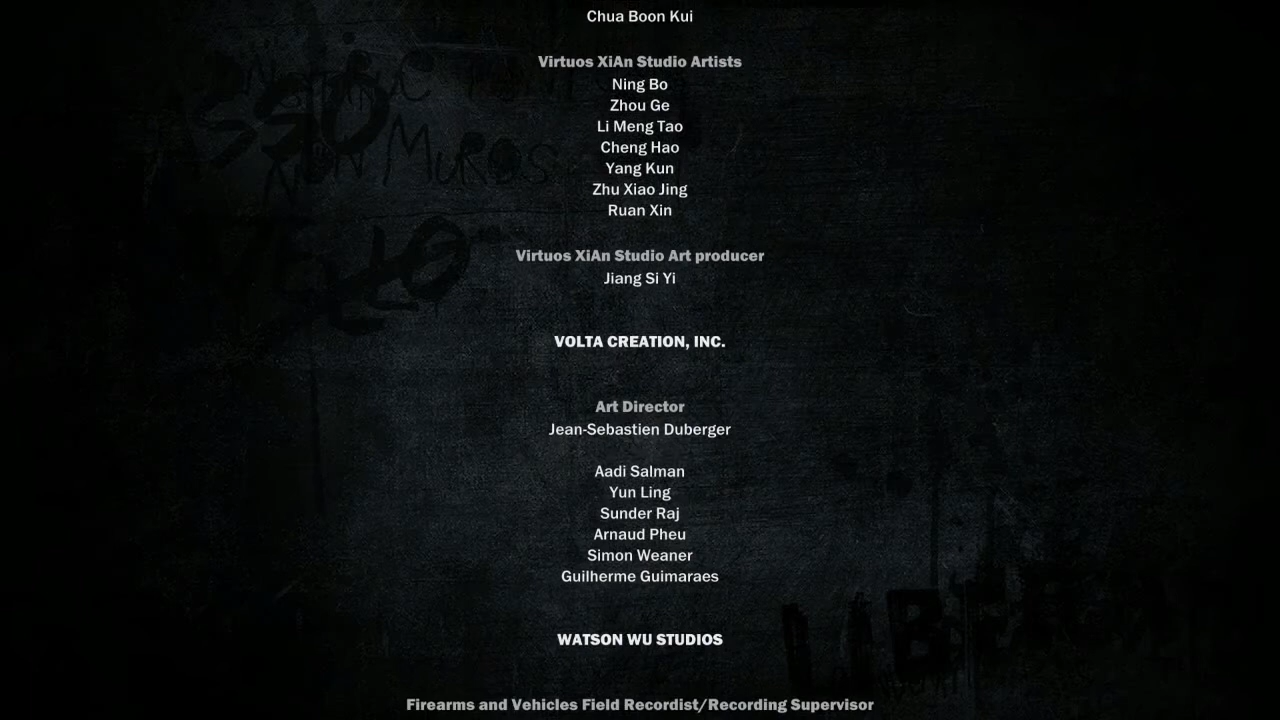 Chua Boon Kui
Virtuos XiAn Studio Artists
Ning Bo
Zhou Ge
Li Meng Tao
Cheng Hao
Yang Kun
Zhu Xiao Jing
Ruan Xin
Virtuos XiAn Studio Art producer
Jiang Si Yi
VOLTA CREATION, INC.
Art Director
Jean-Sebastien Duberger
Aadi Salman
Yun Ling
Sunder Raj
Arnaud Pheu
Simon Weaner
Guilherme Guimaraes
WATSON WU STUDIOS
Firearms and Vehicles Field Recordist/Recording Supervisor